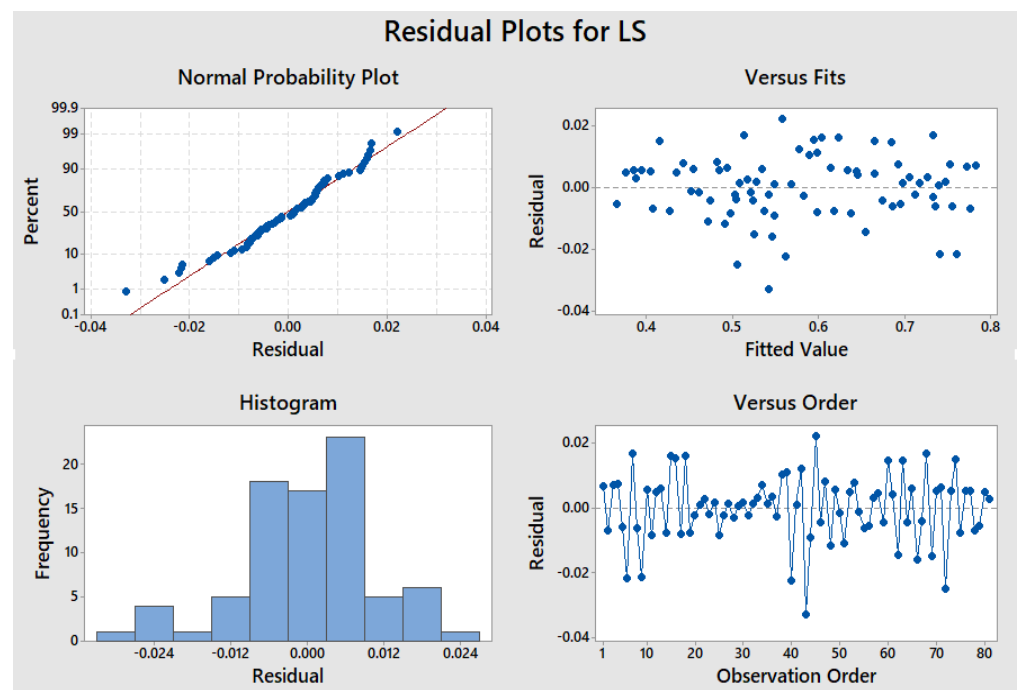 Residual Plots for LS
Normal Probability Plot
Versus Fits
99.9
99
90
50
10
1
0.1
Percent
-0.04 -0.02 0.00 0.02 0.04
Residual
0.02
0.00
-0.02
-0.04
Residual
0.4 0.5 0.6 0.7 0.8
Fitted Value
Histogram
Versus Order
20
15
10
5
0
Frequency
-0.024 -0.012 0.000 0.012 0.024
Residual
0.02
0.00
-0.02
-0.04
Residual
1 10 20 30 40 50 60 70 80
Observation Order